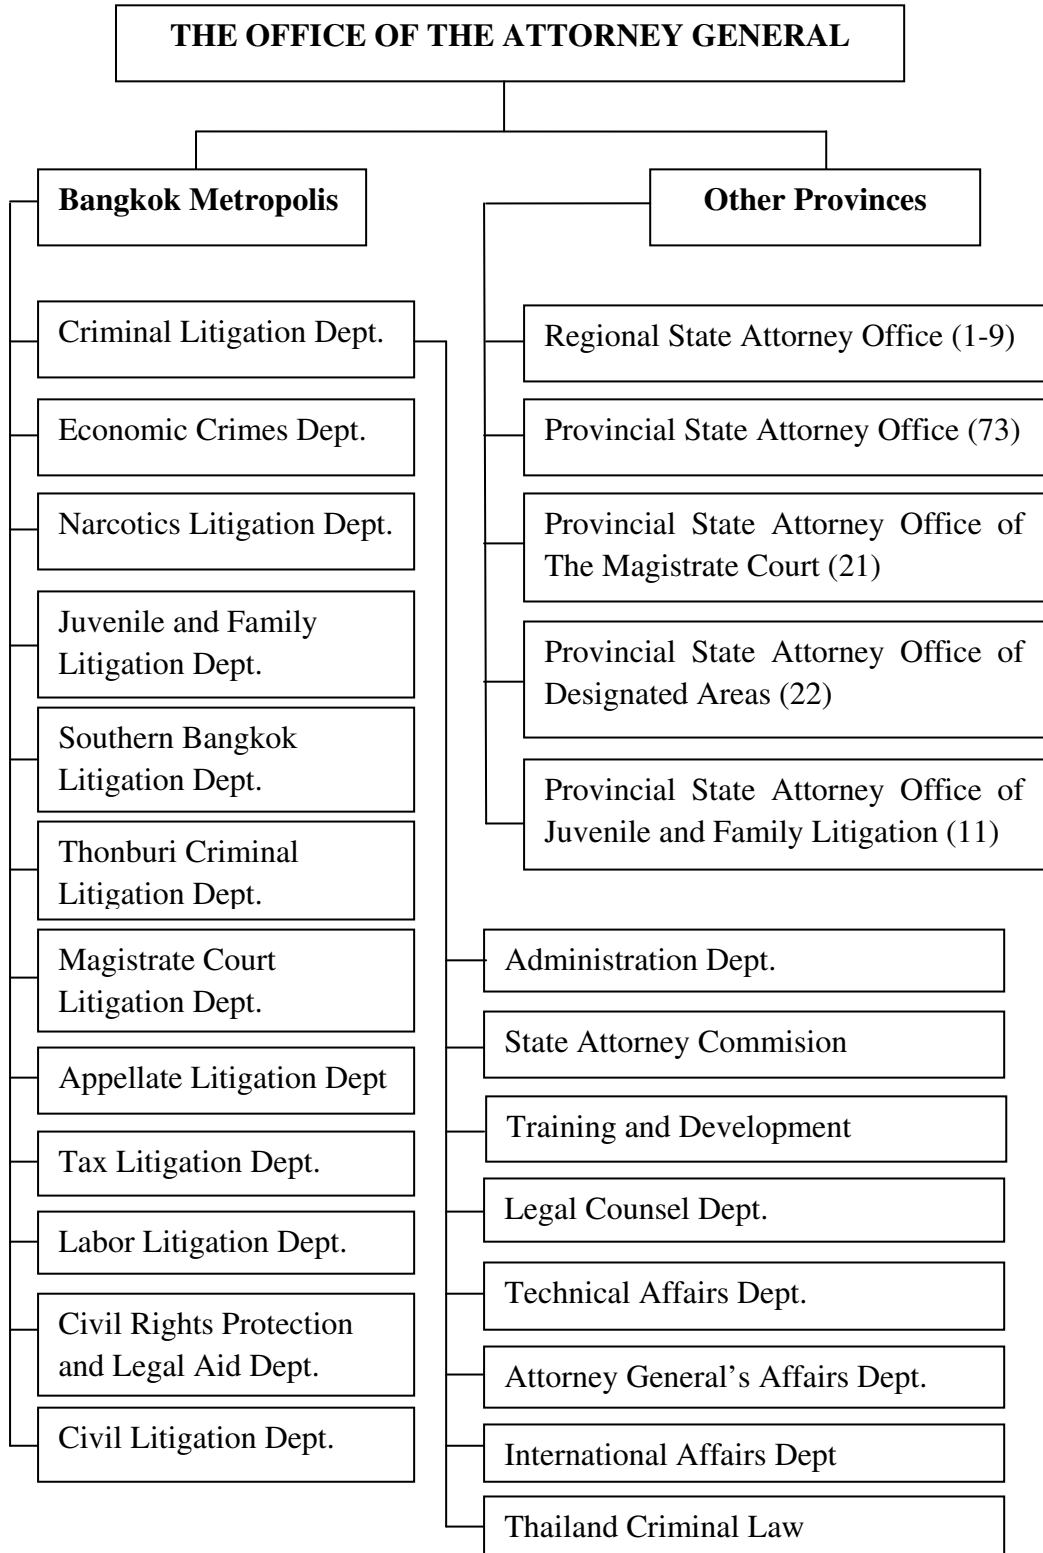 THE OFFICE OF THE ATTORNEY GENERAL
Bangkok Metropolis
Criminal Litigation Dept.
Economic Crimes Dept.
Narcotics Litigation Dept.
Juvenile and Family
Litigation Dept.
Southern Bangkok
Litigation Dept.
Thonburi Criminal
Litigation Dept.
Magistrate Court
Litigation Dept.
Appellate Litigation Dept
Tax Litigation Dept.
Labor Litigation Dept.
Civil Rights Protection
and Legal Aid Dept.
Civil Litigation Dept.
Other Provinces
Regional State Attorney Office (1-9)
Provincial State Attorney Office (73)
Provincial State Attorney Office of
The Magistrate Court (21)
Provincial State Attorney Office of
Designated Areas (22)
Provincial State Attorney Office of
Juvenile and Family Litigation (11)
Administration Dept.
State Attorney Commision
Training and Development
Legal Counsel Dept.
Technical Affairs Dept.
Attorney General’s Affairs Dept.
International Affairs Dept
Thailand Criminal Law